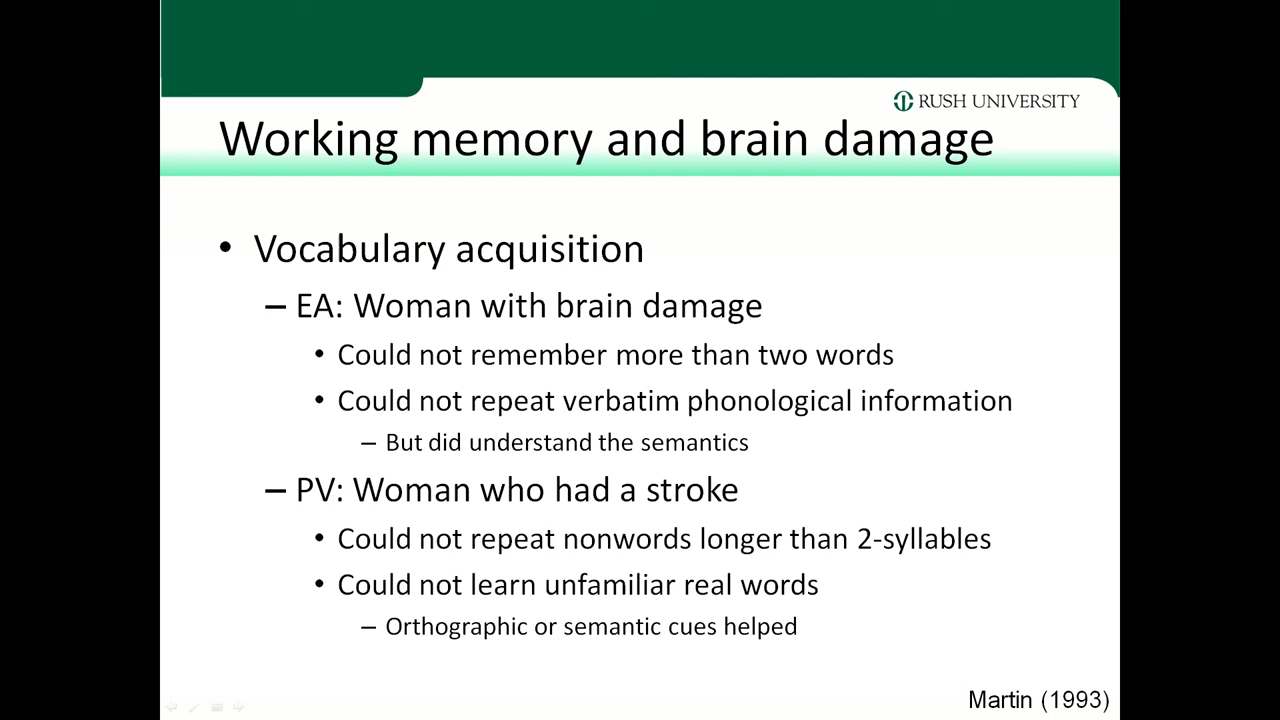 RUSH UNIVERSITY
Working memory and brain damage
• Vocabulary acquisition
– EA: Woman with brain damage
• Could not remember more than two words
• Could not repeat verbatim phonological information
– But did understand the semantics
– PV: Woman who had a stroke
• Could not repeat nonwords longer than 2-syllables
• Could not learn unfamiliar real words
– Orthographic or semantic cues helped
Martin (1993)